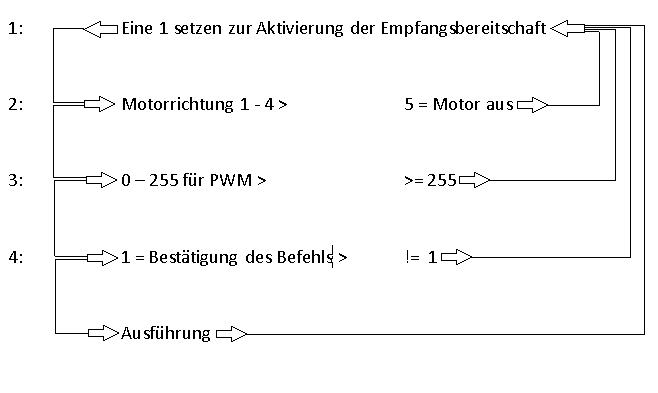 1: Eine 1 setzen zur Aktivierung der Empfangsbereitschaft
2: Motorrichtung 1 - 4 > 5 = Motor aus
3: 0 – 255 für PWM > >= 255
4: 1 = Bestätigung des Befehls > != 1
Ausführung